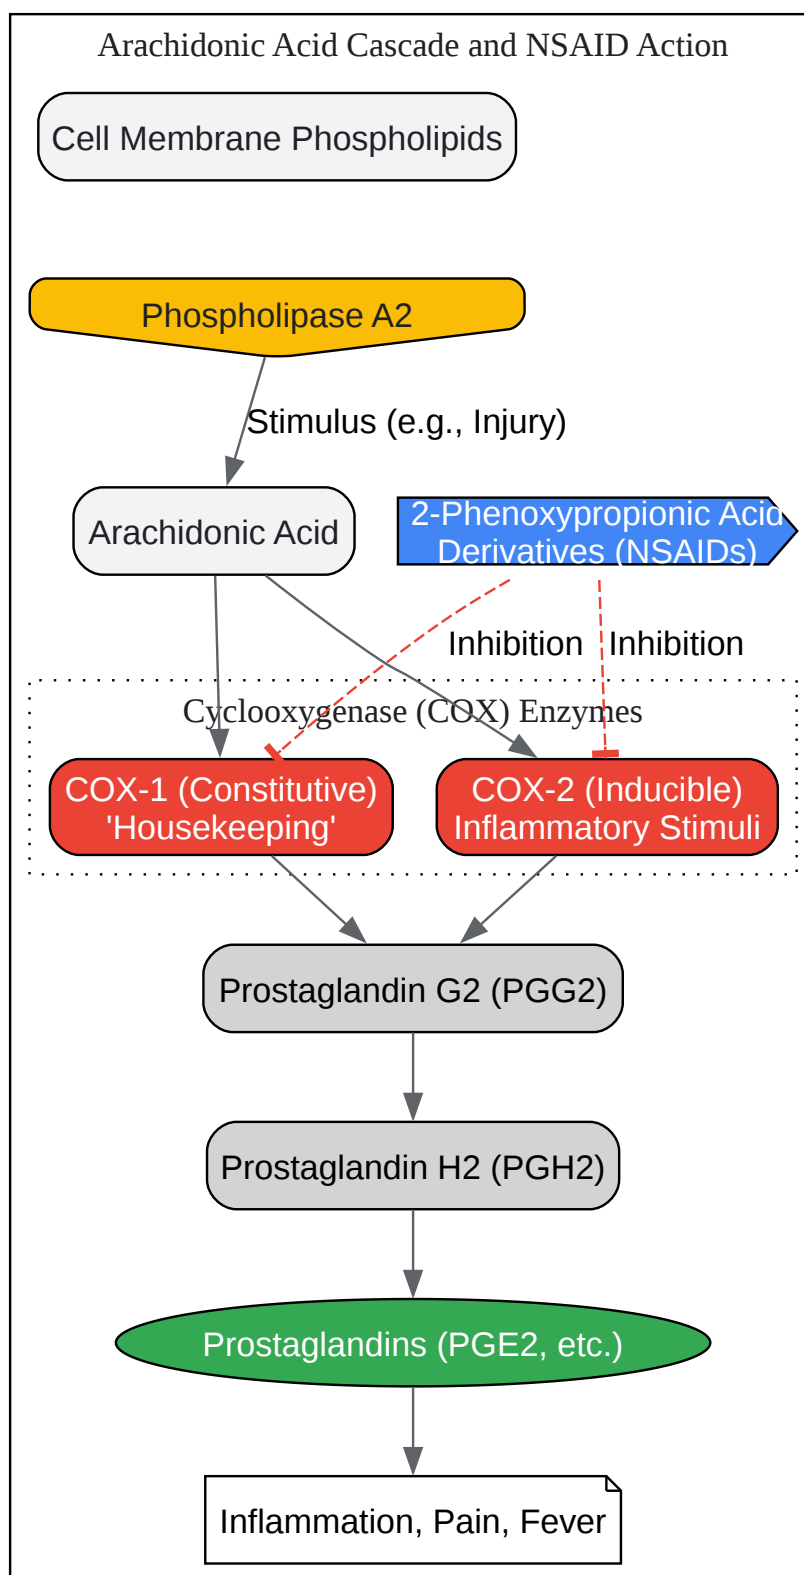 Arachidonic Acid Cascade and NSAID Action
Cell Membrane Phospholipids
Phospholipase A2
Stimulus (e.g., Injury)
Arachidonic Acid
2-Phenoxypropionic Acid
Derivatives (NSAIDs)
Inhibition
Inhibition
Cyclooxygenase (COX) Enzymes
COX-1 (Constitutive)
'Housekeeping'
COX-2 (Inducible)
Inflammatory Stimuli
Prostaglandin G2 (PGG2)
Prostaglandin H2 (PGH2)
Prostaglandins (PGE2, etc.)
Inflammation, Pain, Fever